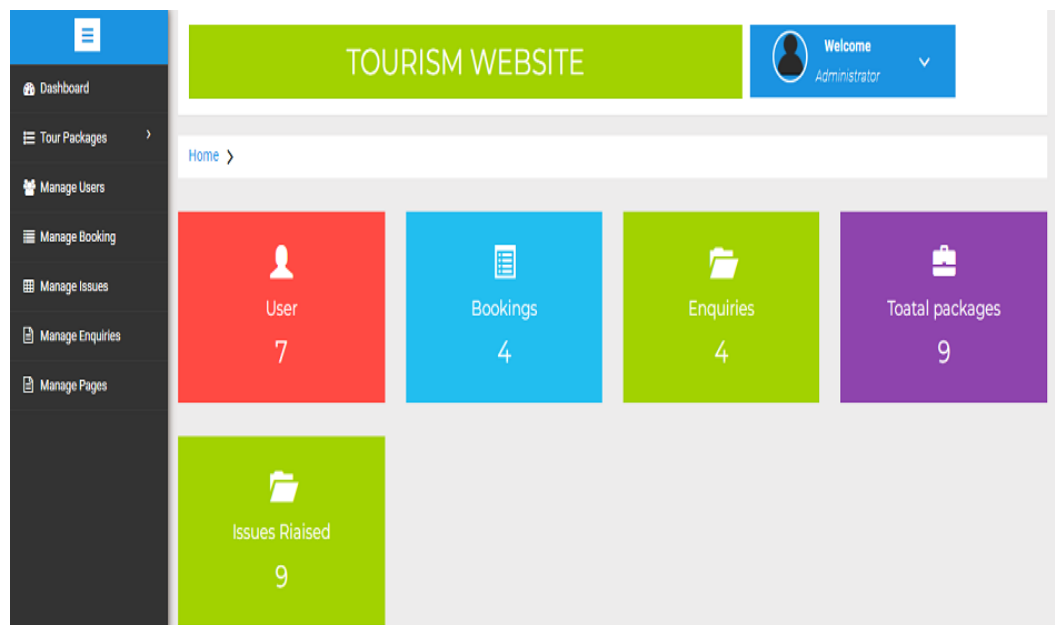 TOURISM WEBSITE
Welcome
Administrator
Dashboard
Tour Packages
Manage Users
Manage Booking
Manage Issues
Manage Enquiries
Manage Pages
Home
User
7
Bookings
4
Enquiries
4
Toatal packages
9
Issues Riaised
9